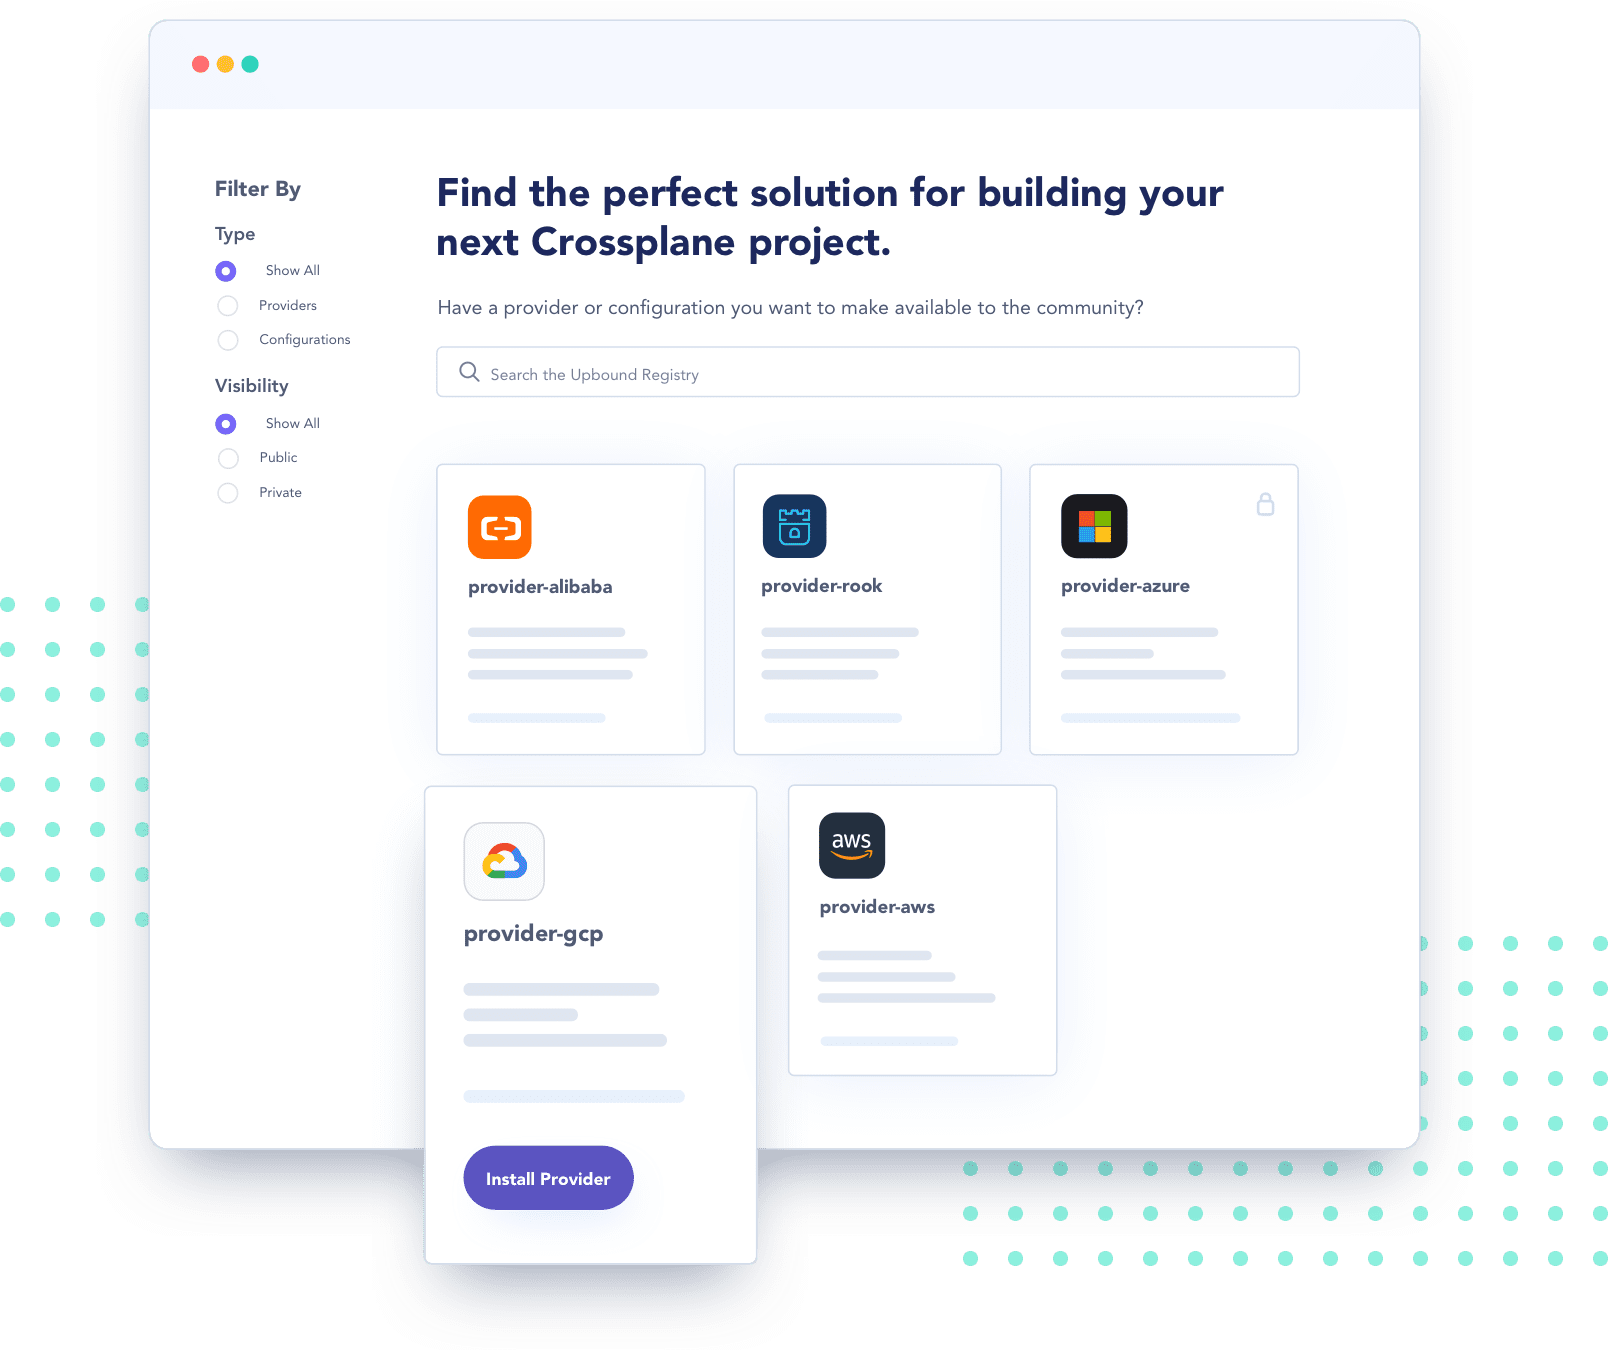 Filter By
Type
Show All
Providers
Configurations
Visibility
Show All
Public
Private
Find the perfect solution for building your
next Crossplane project.
Have a provider or configuration you want to make available to the community?
Search the Upbound Registry
provider-alibaba
provider-rook
provider-azure
provider-gcp
Install Provider
aws
provider-aws